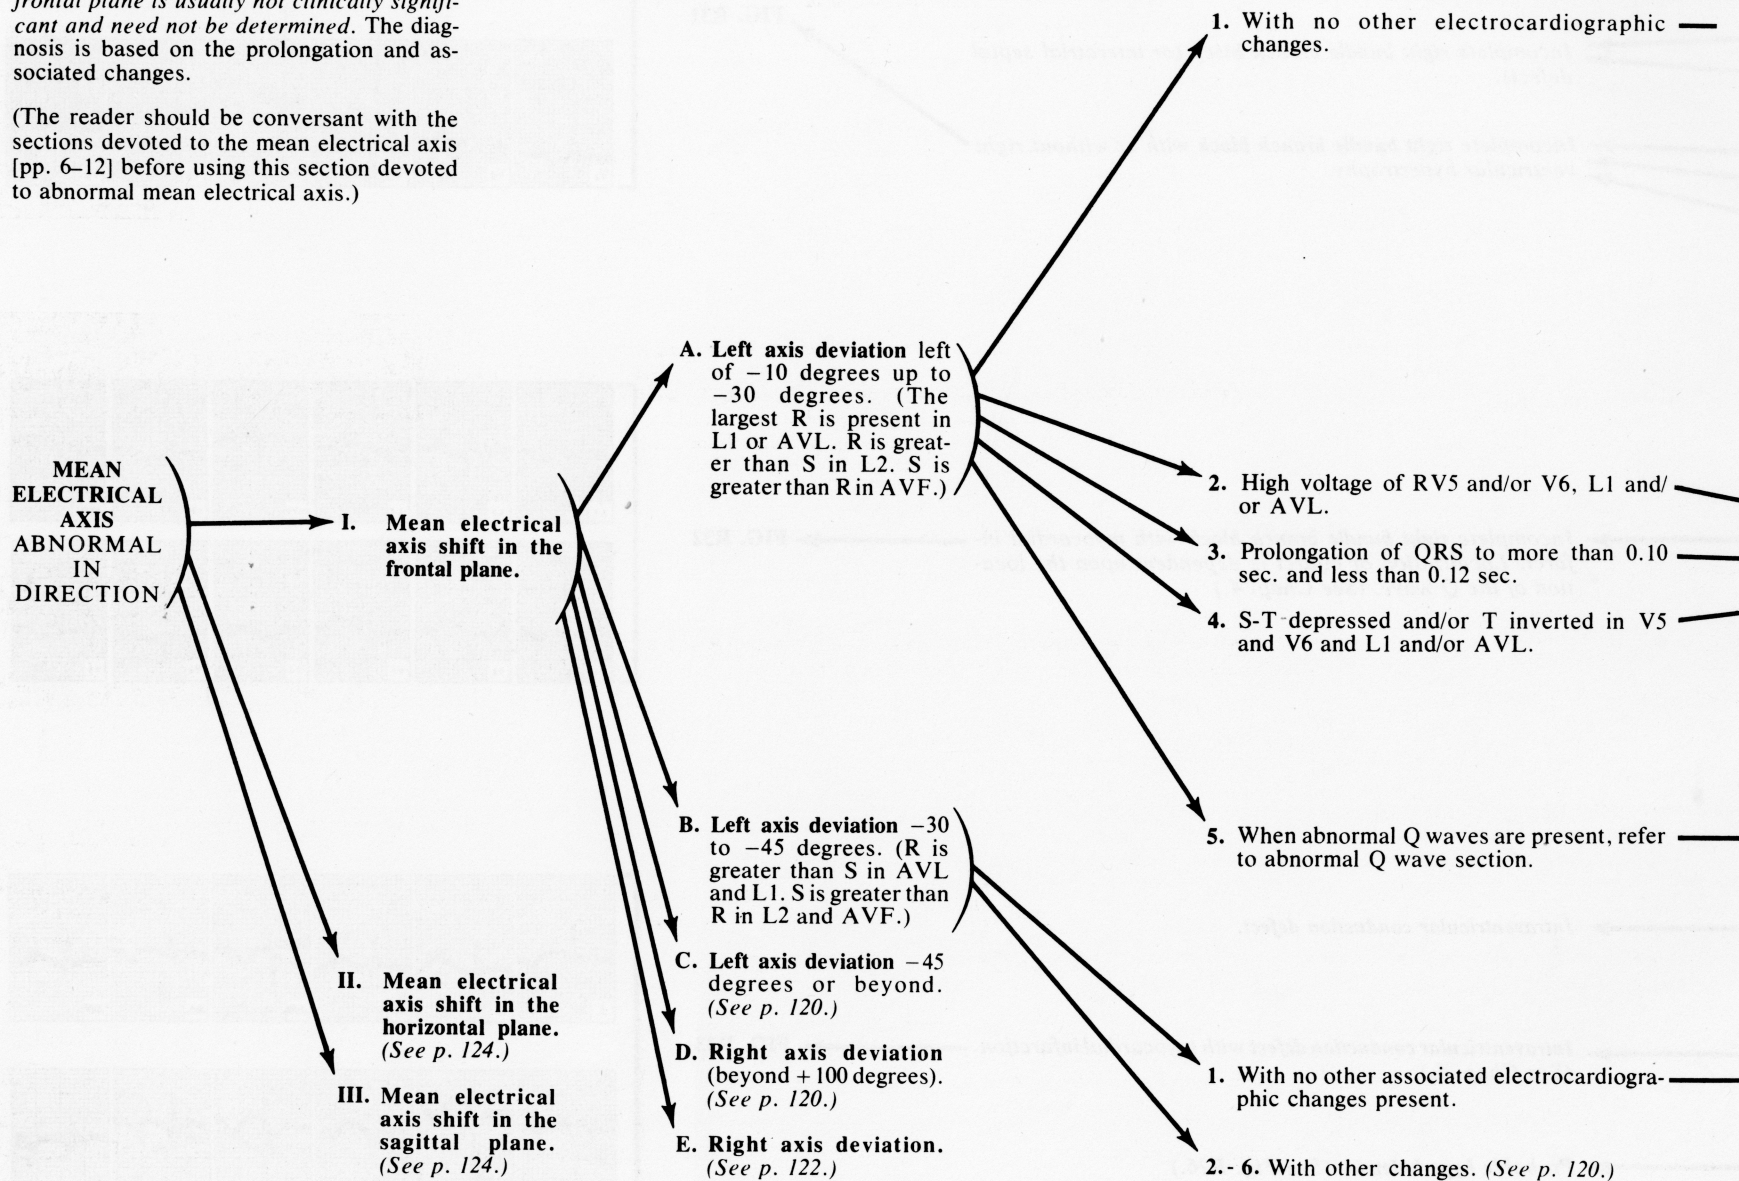 frontal plane is usually not clinically signifi-
cant and need not be determined. The diag-
nosis is based on the prolongation and as-
sociated changes.
(The reader should be conversant with the
sections devoted to the mean electrical axis
[pp. 6–12] before using this section devoted
to abnormal mean electrical axis.)
MEAN
ELECTRICAL
AXIS
ABNORMAL
IN
DIRECTION
I. Mean electrical
axis shift in the
frontal plane.
II. Mean electrical
axis shift in the
horizontal plane.
(See p. 124.)
III. Mean electrical
axis shift in the
sagittal plane.
(See p. 124.)
A. Left axis deviation left
of −10 degrees up to
−30 degrees. (The
largest R is present in
L1 or AVL. R is great-
er than S in L2. S is
greater than R in AVF.)
B. Left axis deviation −30
to −45 degrees. (R is
greater than S in AVL
and L1. S is greater than
R in L2 and AVF.)
C. Left axis deviation −45
degrees or beyond.
(See p. 120.)
D. Right axis deviation
(beyond +100 degrees).
(See p. 120.)
E. Right axis deviation.
(See p. 122.)
1. With no other electrocardiographic
changes.
2. High voltage of RV5 and/or V6, L1 and/
or AVL.
3. Prolongation of QRS to more than 0.10
sec. and less than 0.12 sec.
4. S-T depressed and/or T inverted in V5
and V6 and L1 and/or AVL.
5. When abnormal Q waves are present, refer
to abnormal Q wave section.
1. With no other associated electrocardiogra-
phic changes present.
2.- 6. With other changes. (See p. 120.)